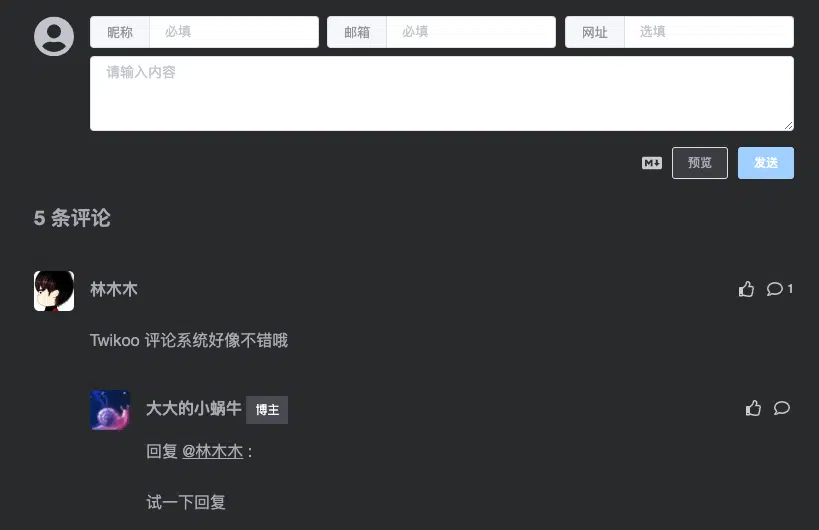 昵称 必填 邮箱 必填 网址 选填
请输入内容
M 预览 发送
5 条评论
林木木 1
Twikoo 评论系统好像不错哦
大大的小蜗牛 博主
回复 @林木木 :
试一下回复